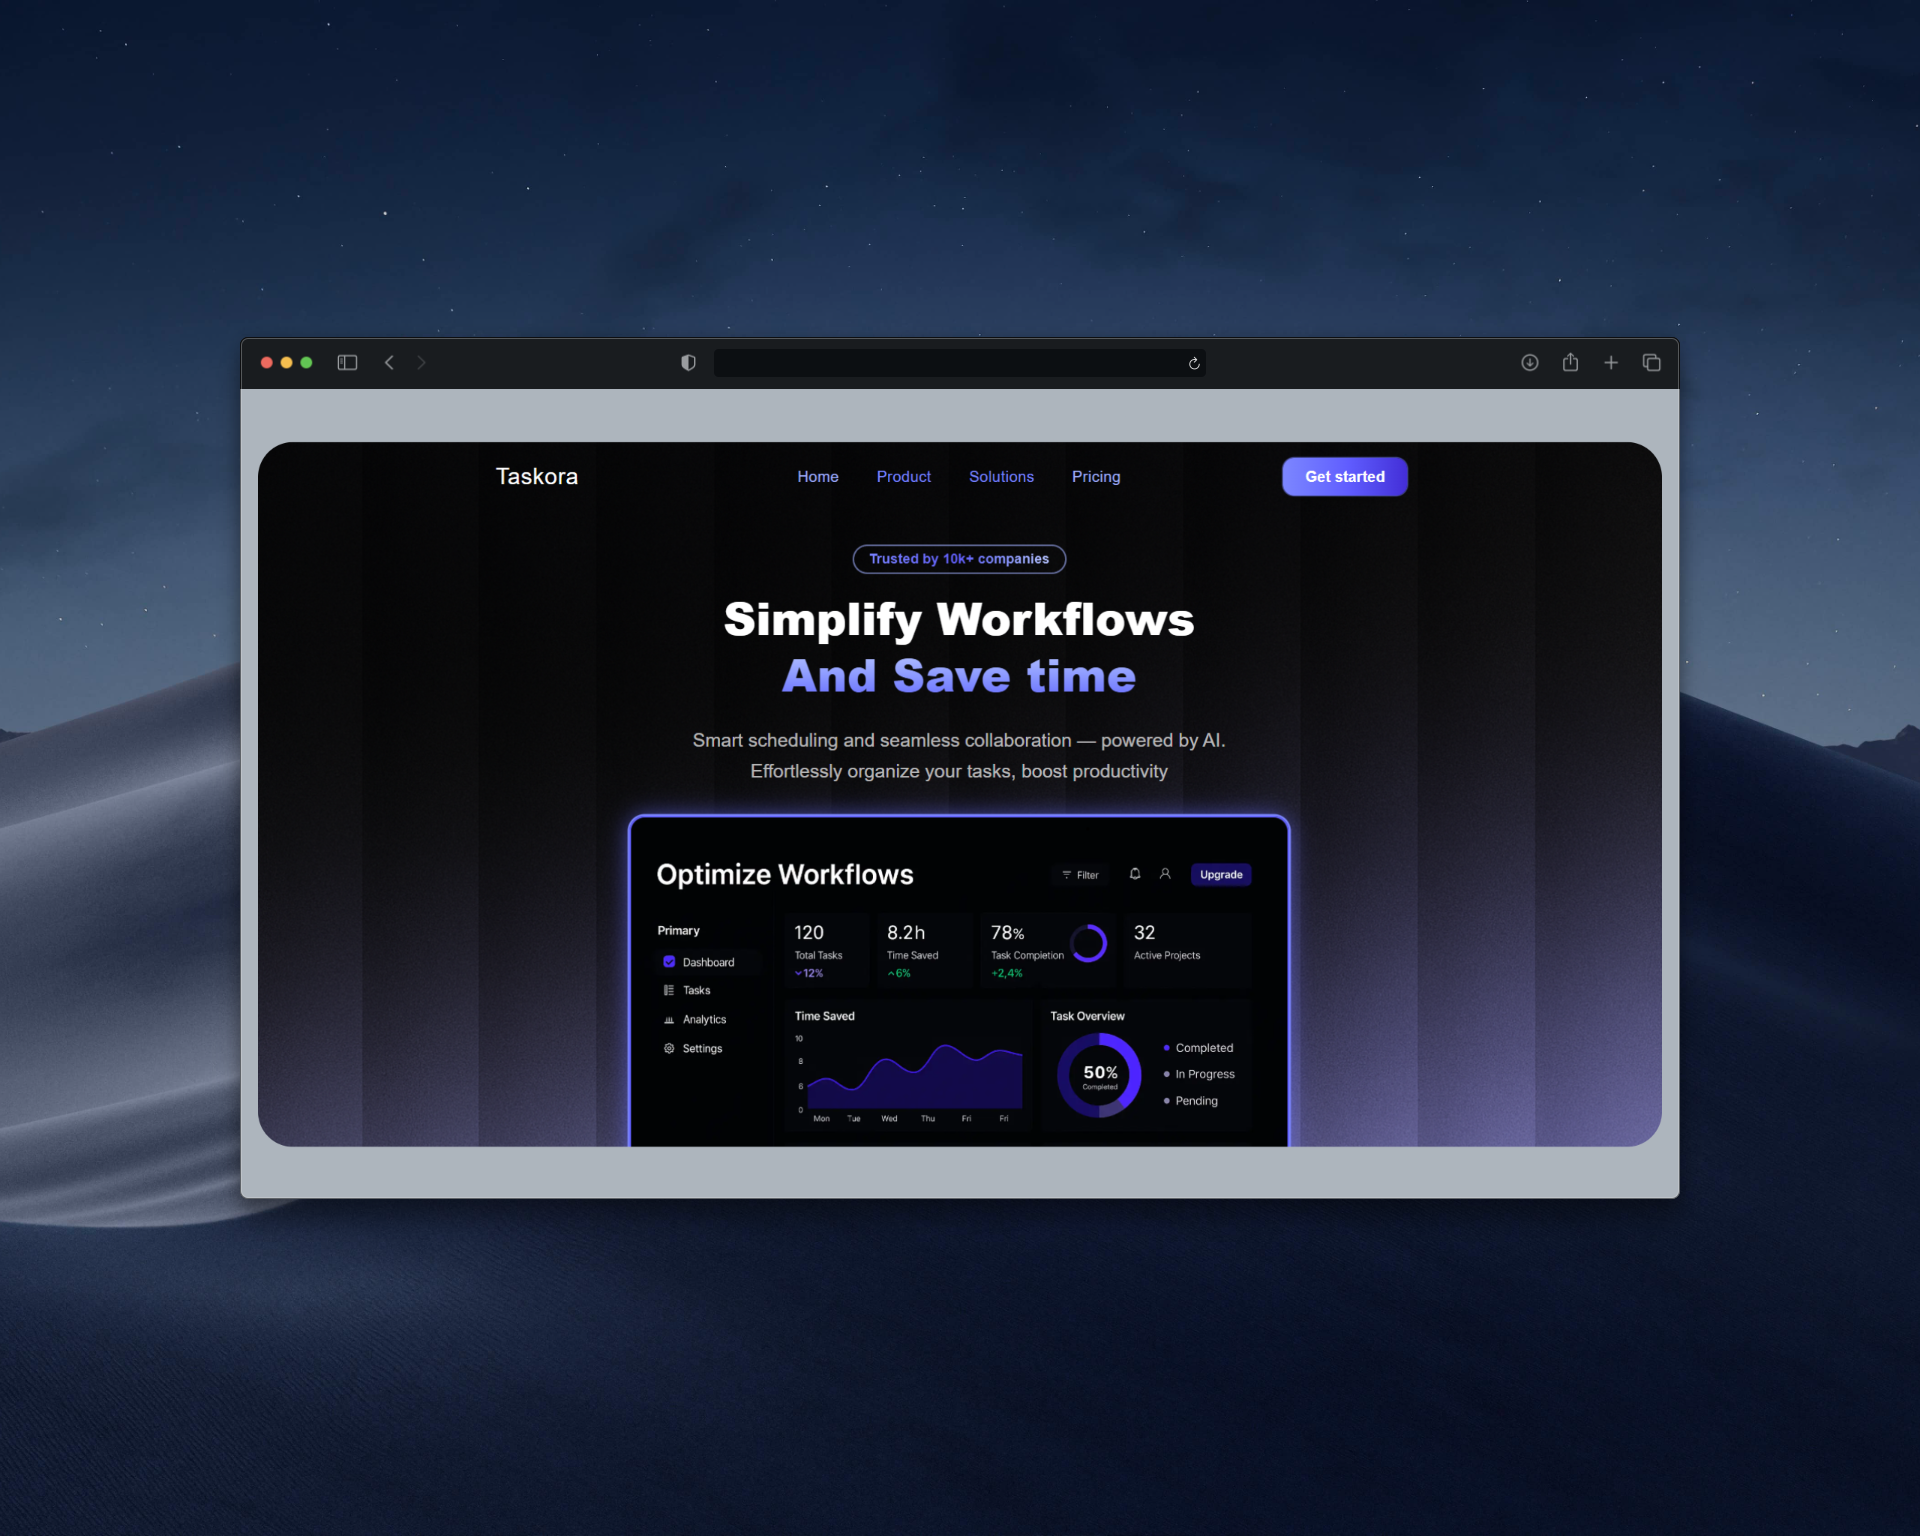 Taskora
Home Product Solutions Pricing
Get started
Trusted by 10k+ companies
Simplify Workflows
And Save time
Smart scheduling and seamless collaboration — powered by AI.
Effortlessly organize your tasks, boost productivity
Optimize Workflows
Filter
Upgrade
Primary
Dashboard
Tasks
Analytics
Settings
120
Total Tasks
12%
8.2h
Time Saved
6%
78%
Task Completion
+2,4%
32
Active Projects
Time Saved
10
8
6
0
Mon Tue Wed Thu Fri Fri
Task Overview
50%
Completed
Completed
In Progress
Pending